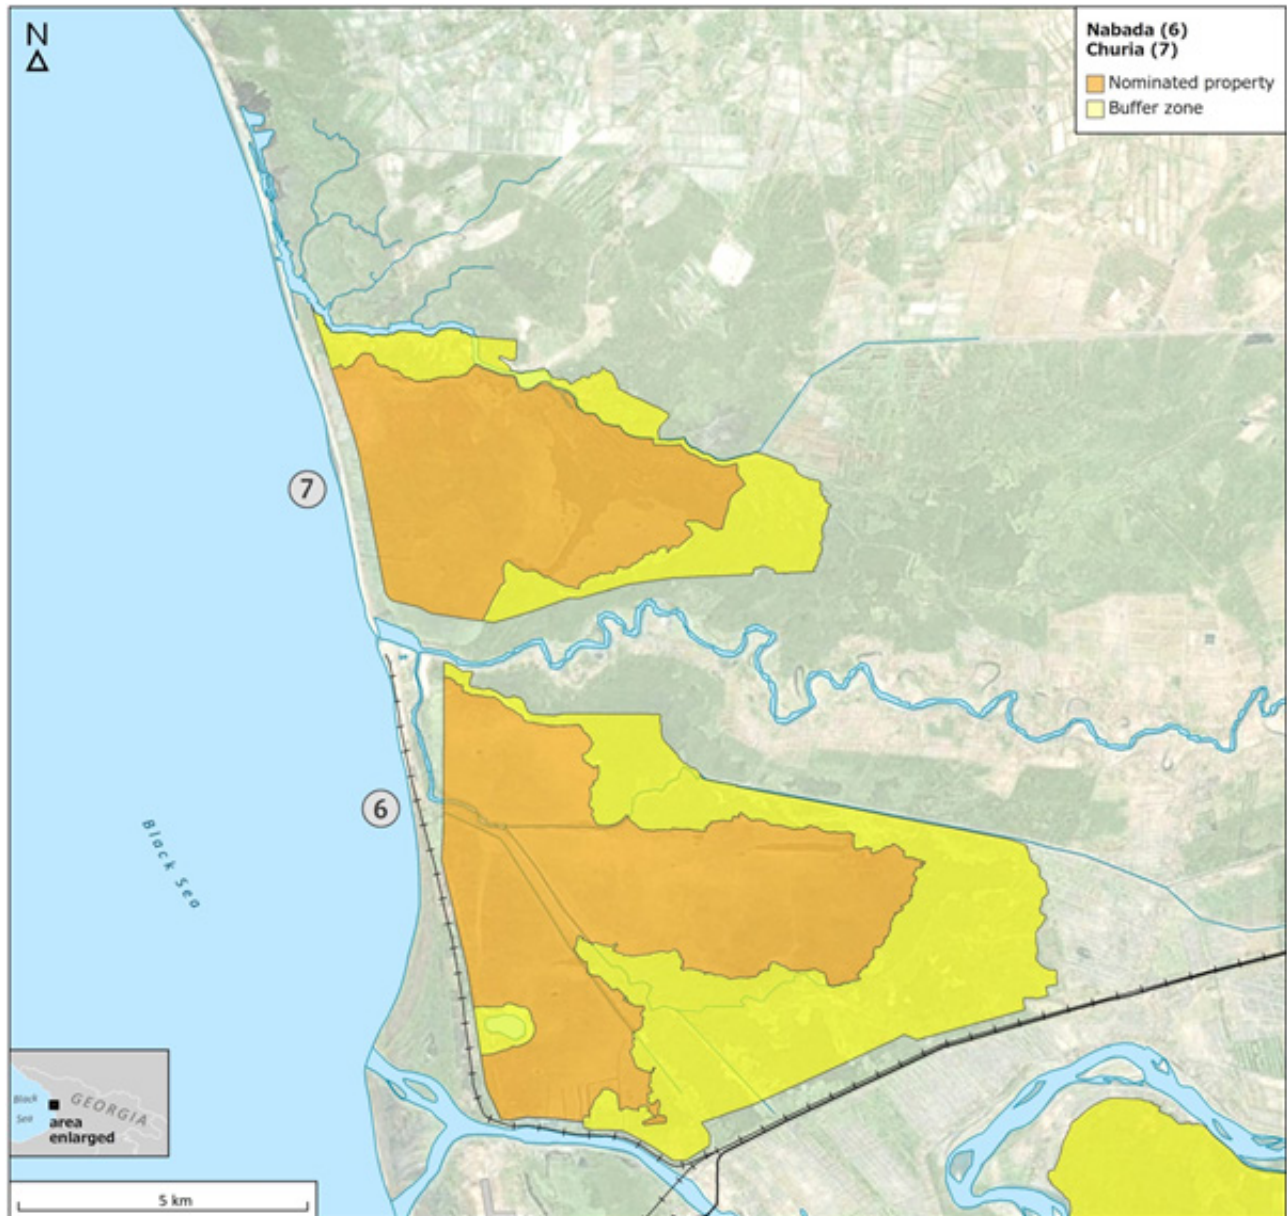 N
Nabada (6)
Churia (7)
Nominated property
Buffer zone
7
6
Black Sea
Black
Sea
GEORGIA
area
enlarged
5 km